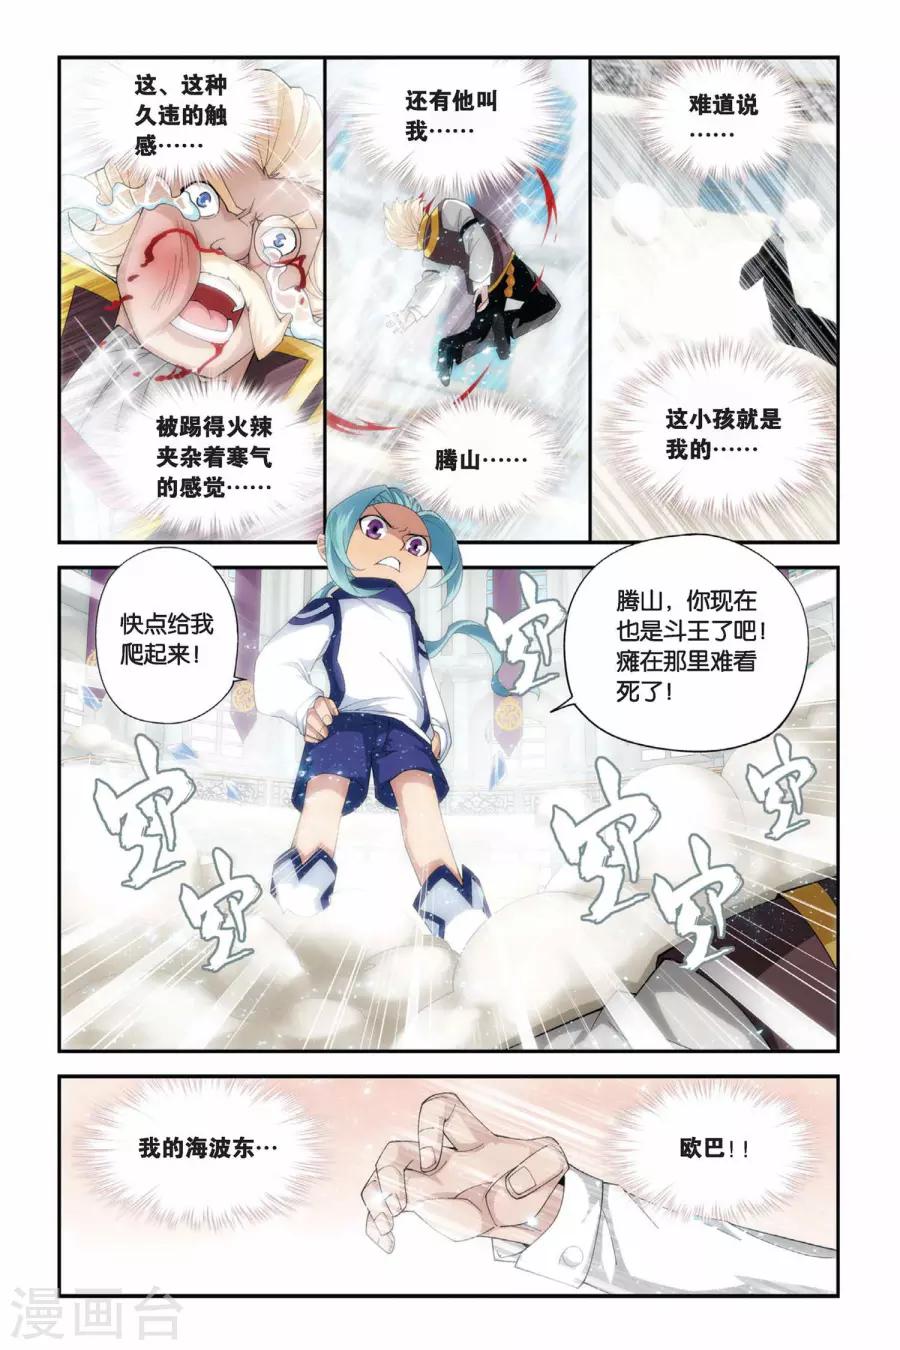 这、这种
久违的触
感……
被踢得火辣
夹杂着寒气
的感觉……
还有他叫
我……
腾山……
难道说
……
这小孩就是
我的……
快点给我
爬起来！
腾山，你现在
也是斗王了吧！
瘫在那里难看
死了！
空
空
空
空
空
空
我的海波东…
欧巴！！
漫画台